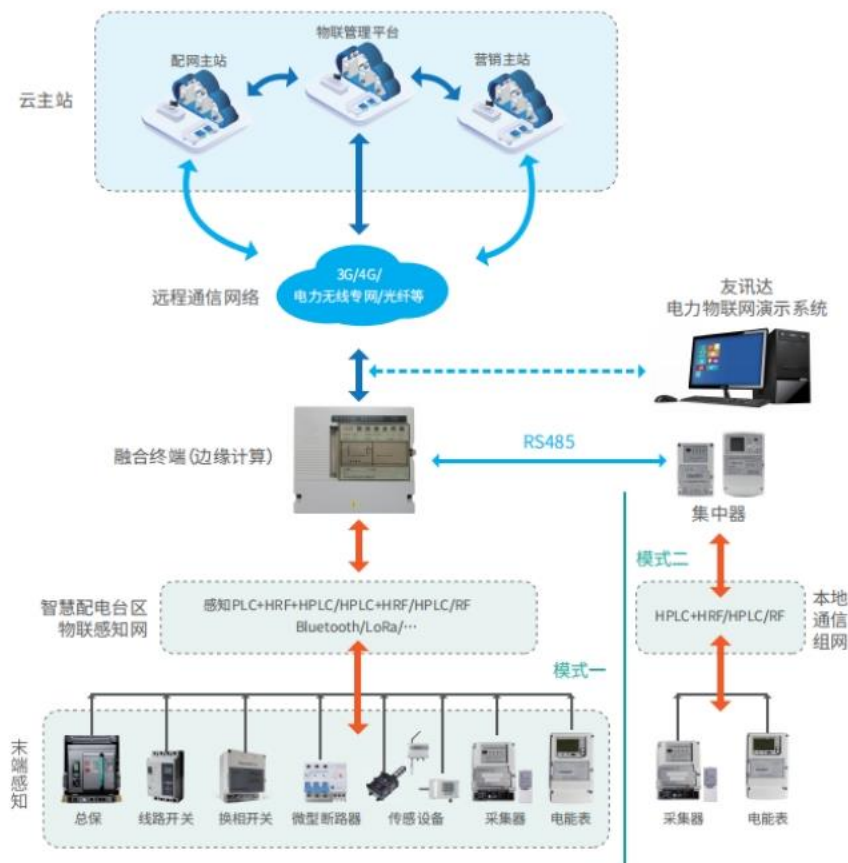 物联管理平台
配网主站
营销主站
云主站
3G/4G/
电力无线专网/光纤等
远程通信网络
友讯达
电力物联网演示系统
RS485
融合终端(边缘计算)
集中器
模式二
智慧配电台区
物联感知网
感知PLC+HRF+HPLC/HPLC+HRF/HPLC/RF
Bluetooth/LoRa/…
HPLC+HRF/HPLC/RF
本地
通信
组网
模式一
末端感知
总保
线路开关
换相开关
微型断路器
传感设备
采集器
电能表
采集器
电能表